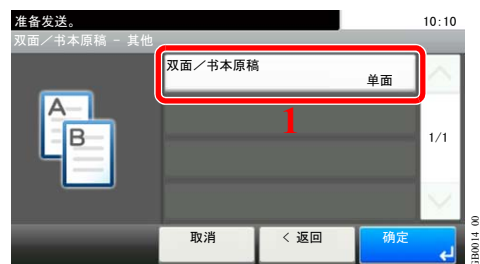 准备发送。
10:10
双面／书本原稿 - 其他
双面／书本原稿
单面
1
A
B
1/1
取消
< 返回
确定
GB0014_00